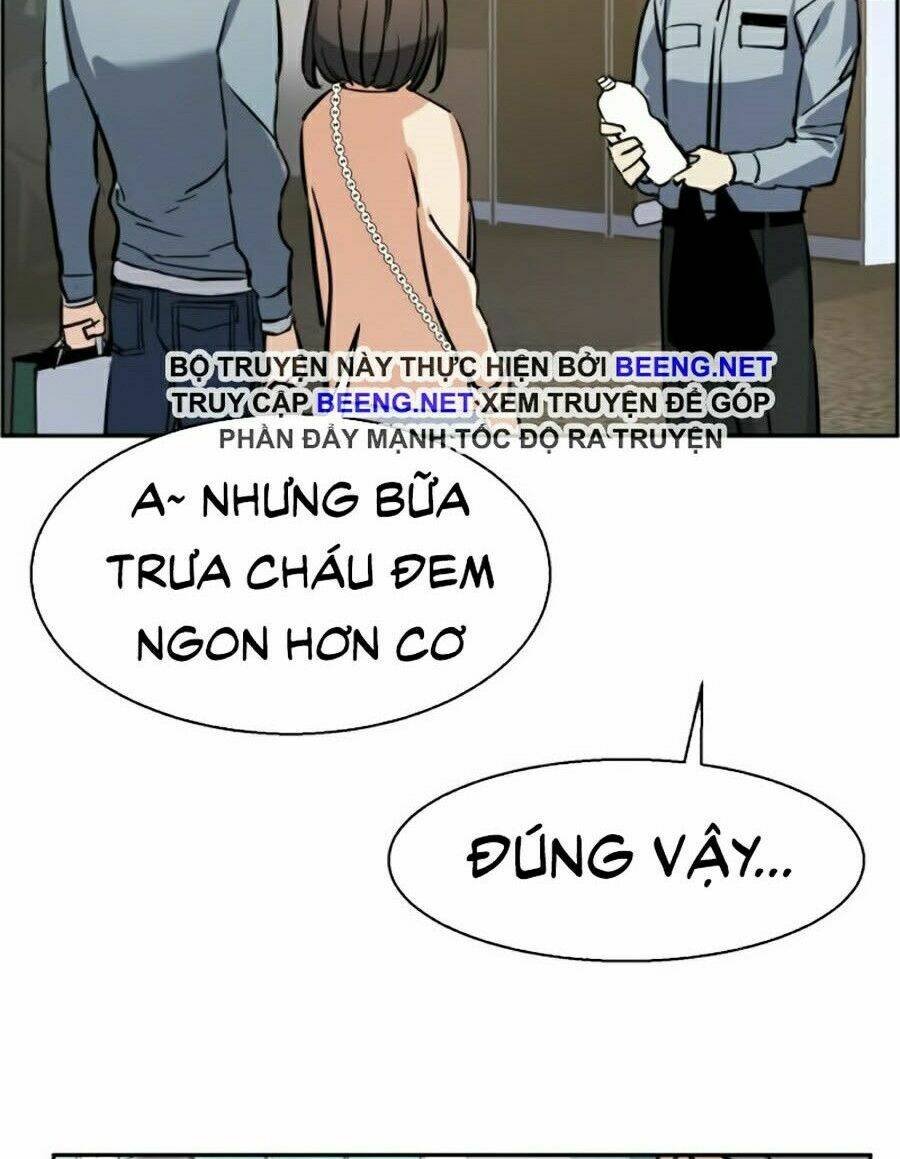 BỘ TRUYỆN NÀY THỰC HIỆN BỞI BEENG.NET
TRUY CẬP BEENG.NET XEM TRUYỆN ĐỂ GÓP
PHẦN ĐẨY MẠNH TỐC ĐỘ RA TRUYỆN
A~ NHƯNG BỮA
TRƯA CHÁU ĐEM
NGON HƠN CƠ
ĐÚNG VẬY...